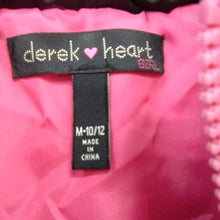 derek heart
GIRL
M-10/12
MADE
IN
CHINA